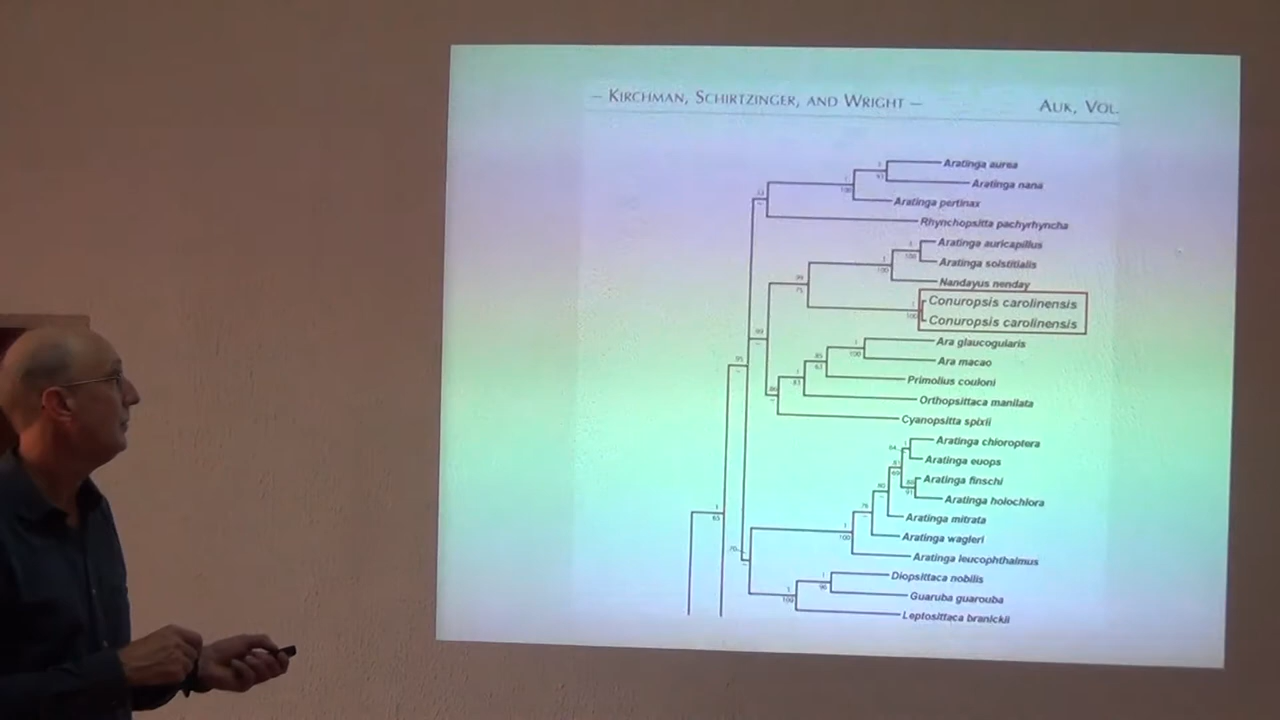 – KIRCHMAN, SCHIRTZINGER, AND WRIGHT –
AUK, VOL.
Aratinga aurea
Aratinga nana
Aratinga pertinax
Rhynchopsitta pachyrhyncha
Aratinga auricapillus
Aratinga solstitialis
Nandayus nenday
Conuropsis carolinensis
Conuropsis carolinensis
Ara glaucogularis
Ara macao
Primolius couloni
Orthopsittaca manilata
Cyanopsitta spixii
Aratinga chloroptera
Aratinga euops
Aratinga finschi
Aratinga holochlora
Aratinga mitrata
Aratinga wagleri
Aratinga leucophthalmus
Diopsittaca nobilis
Guaruba guarouba
Leptosittaca branickii